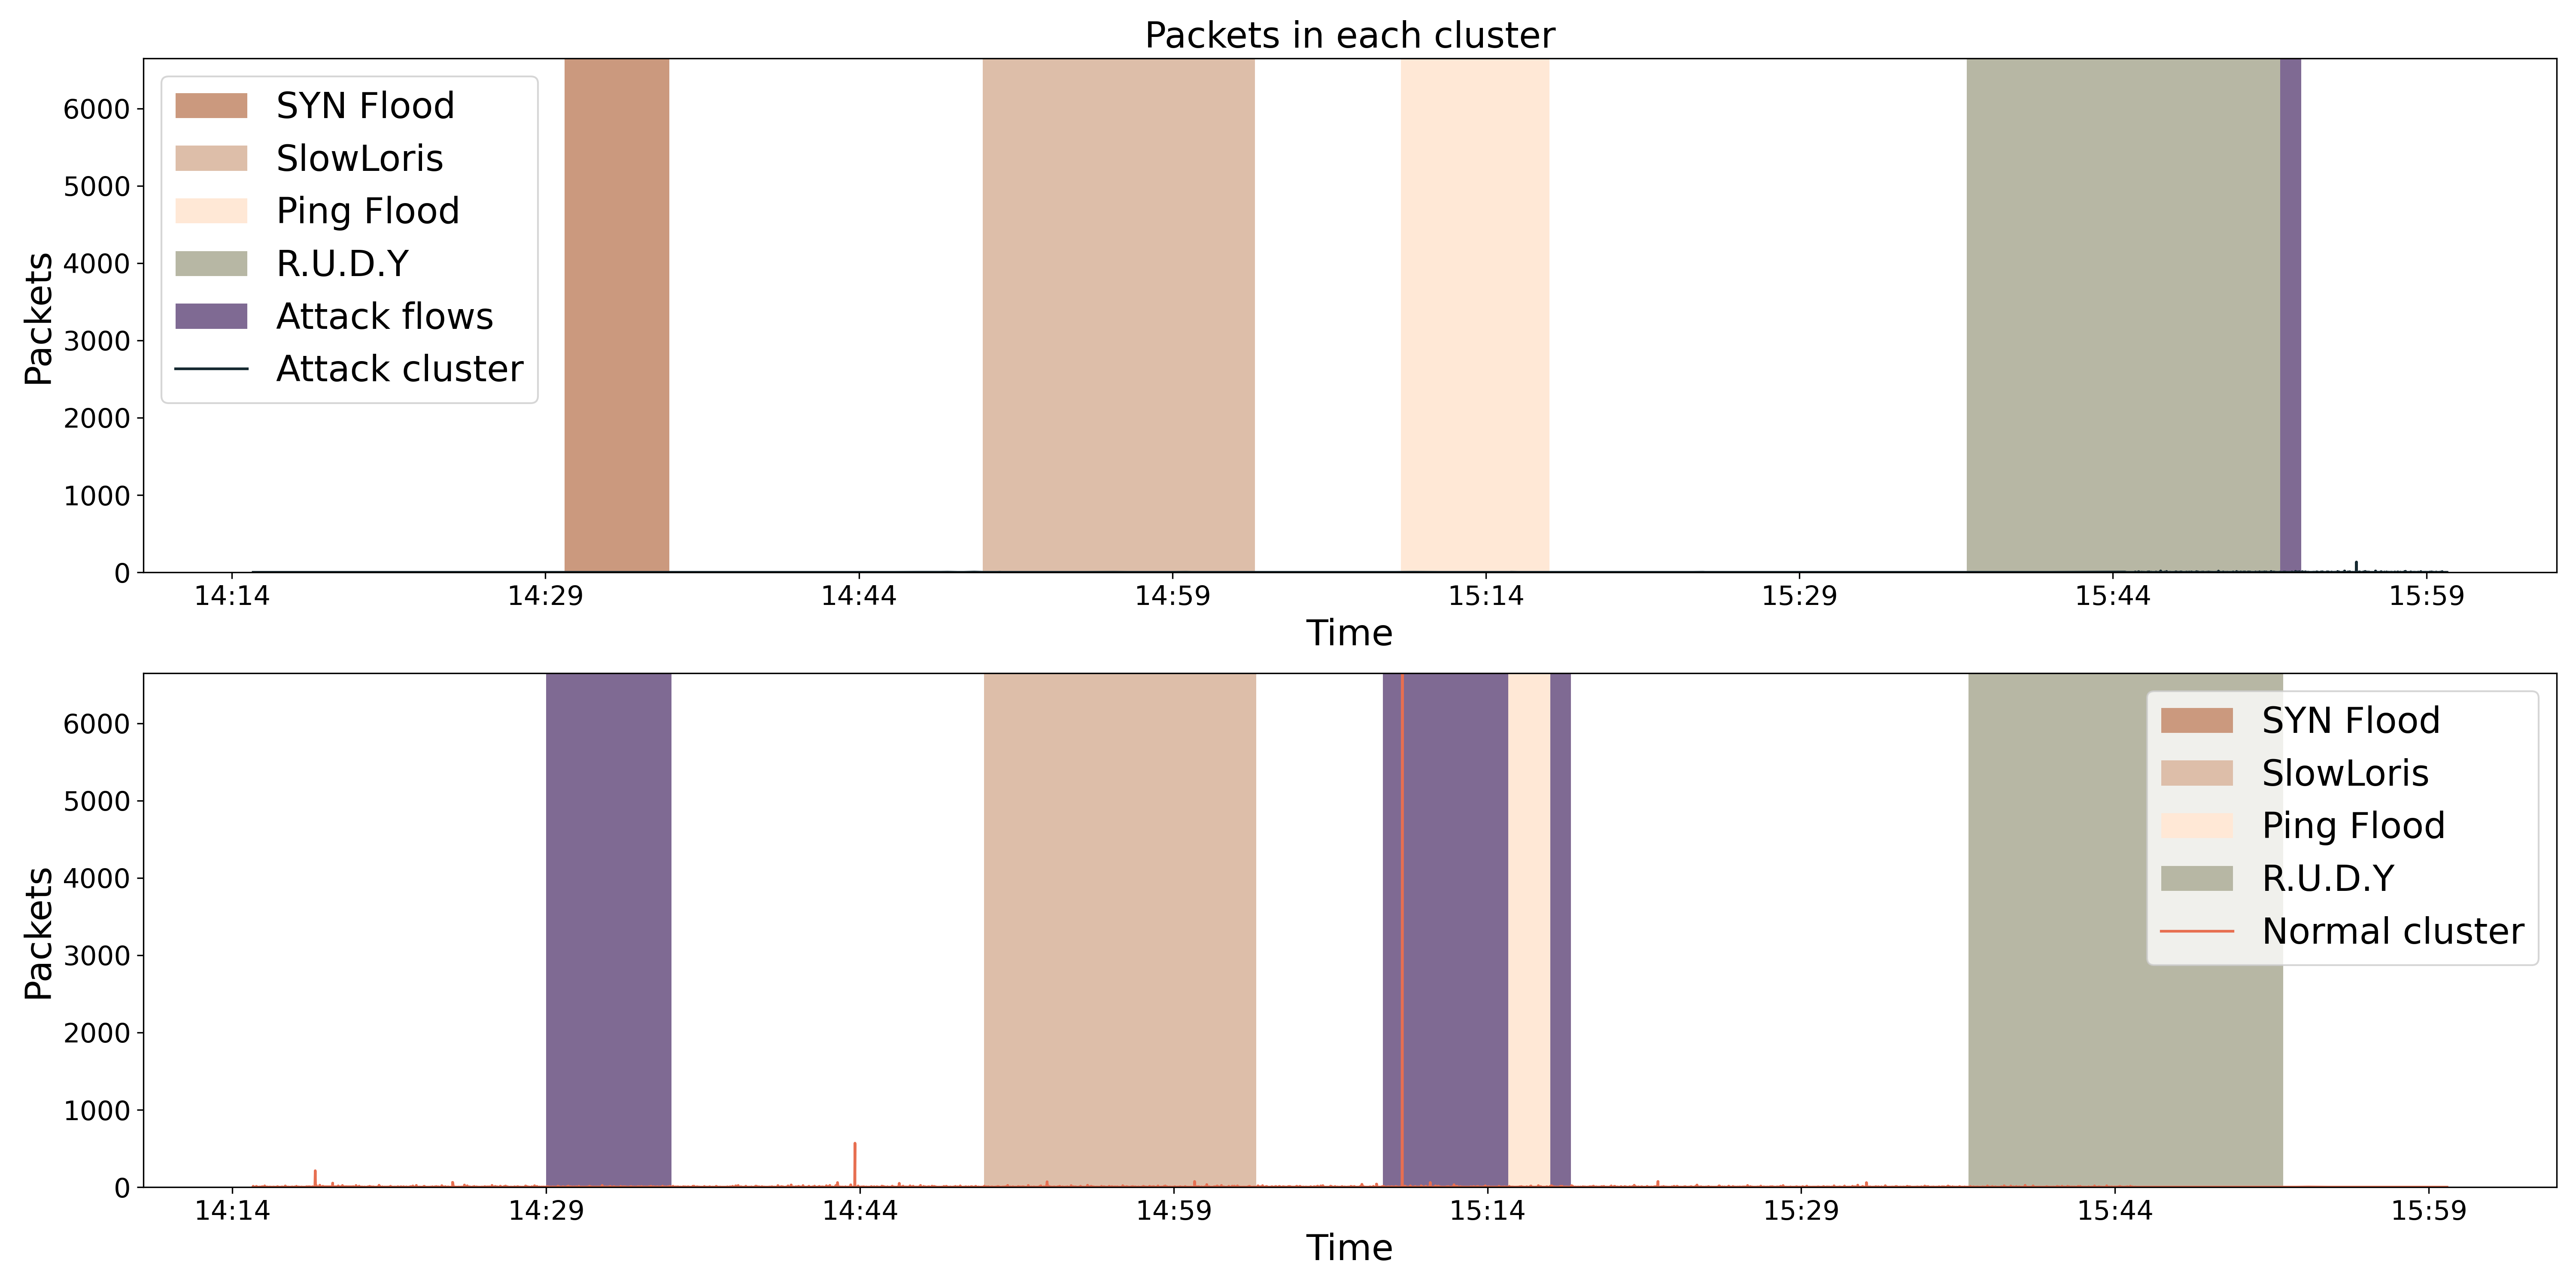 Packets in each cluster
6000
5000
4000
3000
2000
1000
0
Packets
SYN Flood
SlowLoris
Ping Flood
R.U.D.Y
Attack flows
Attack cluster
14:14 14:29 14:44 14:59 15:14 15:29 15:44 15:59
Time
6000
5000
4000
3000
2000
1000
0
Packets
SYN Flood
SlowLoris
Ping Flood
R.U.D.Y
Normal cluster
14:14 14:29 14:44 14:59 15:14 15:29 15:44 15:59
Time